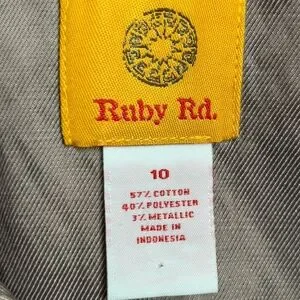 Ruby Rd.
10
57% COTTON
40% POLYESTER
3% METALLIC
MADE IN
INDONESIA